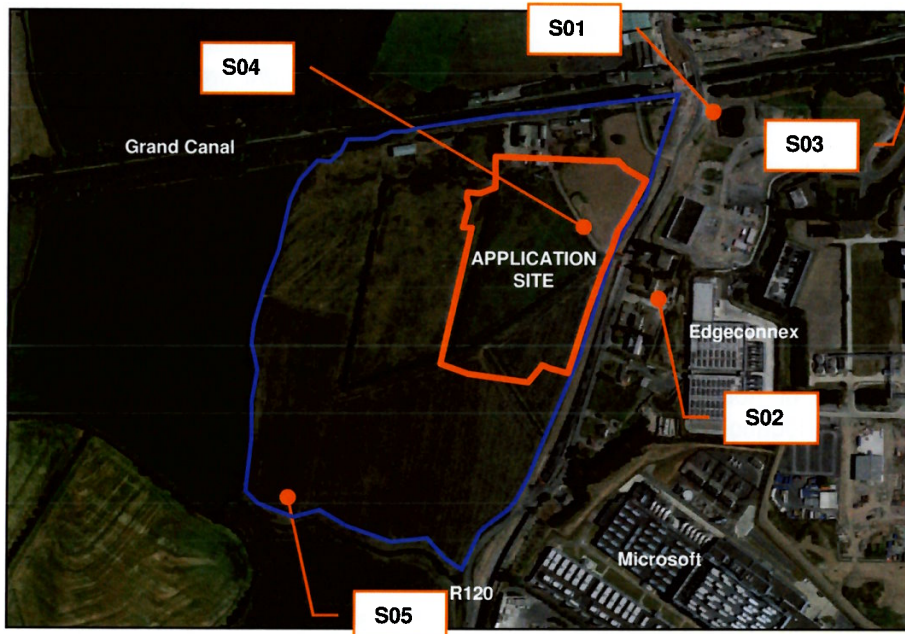 S01
S04
S03
Grand Canal
APPLICATION
SITE
Edgeconnex
S02
Microsoft
R120
S05